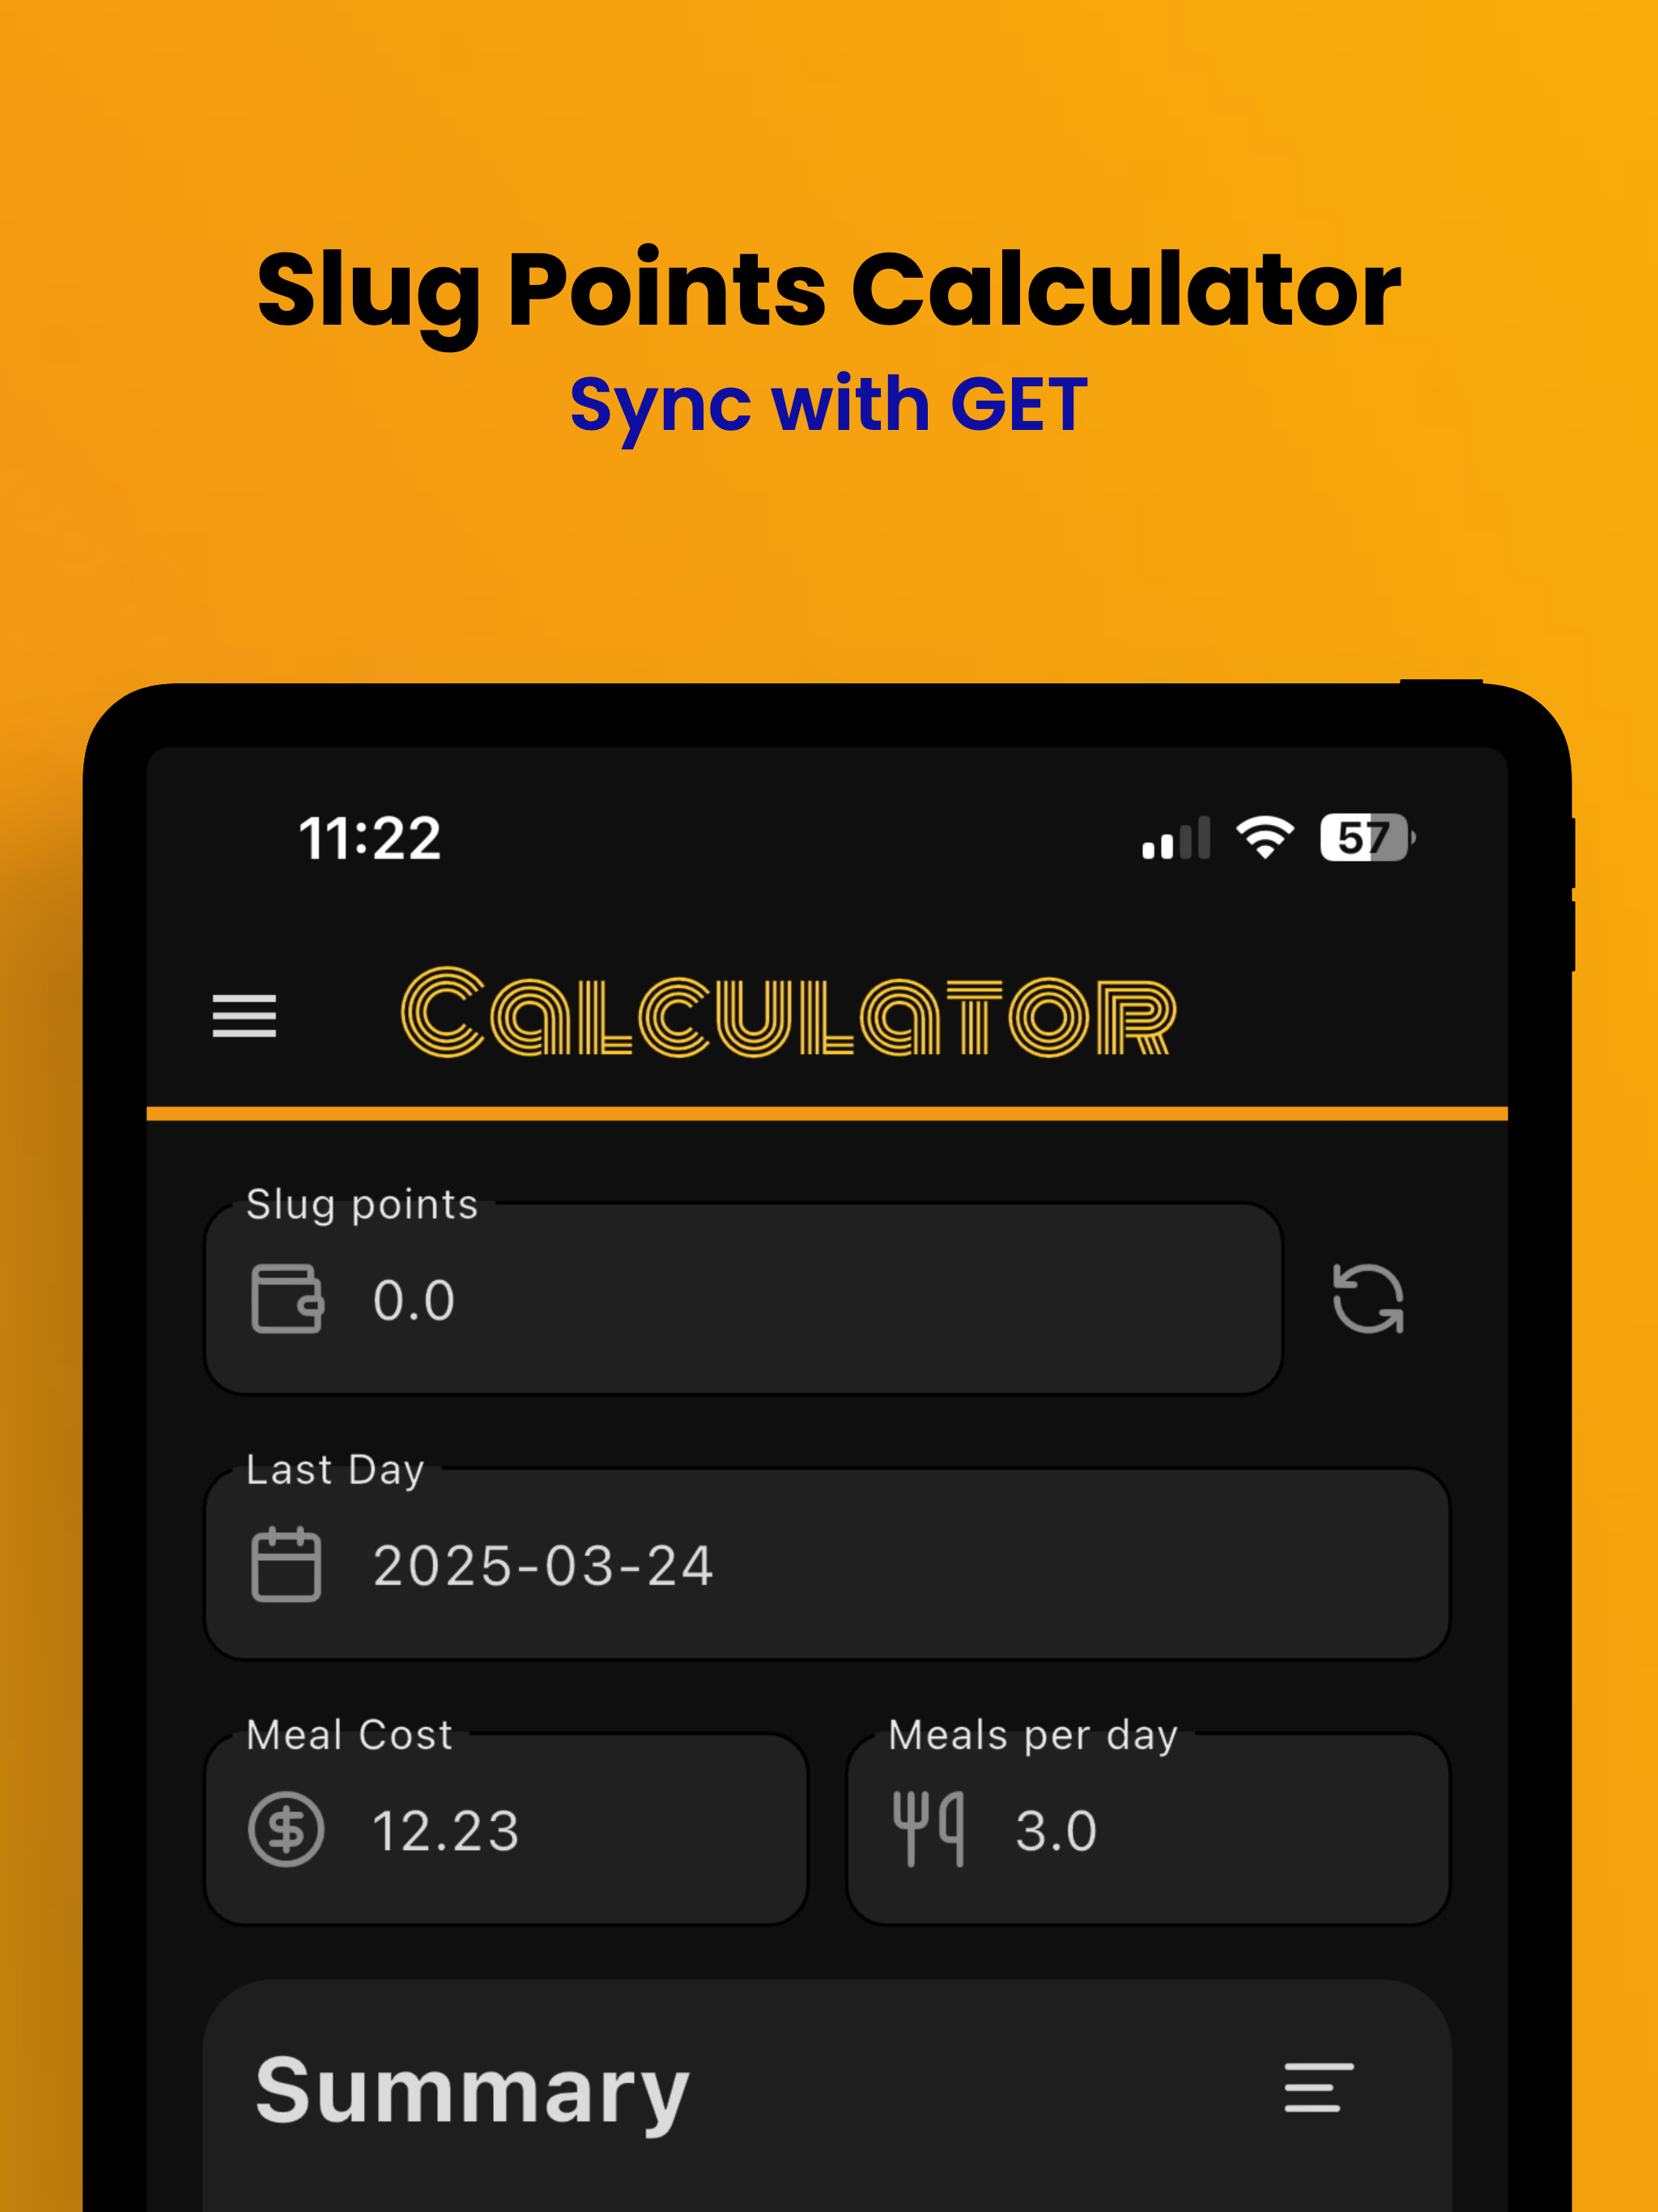 Slug Points Calculator
Sync with GET
11:22 57
Calculator
Slug points
0.0
Last Day
2025-03-24
Meal Cost Meals per day
12.23 3.0
Summary